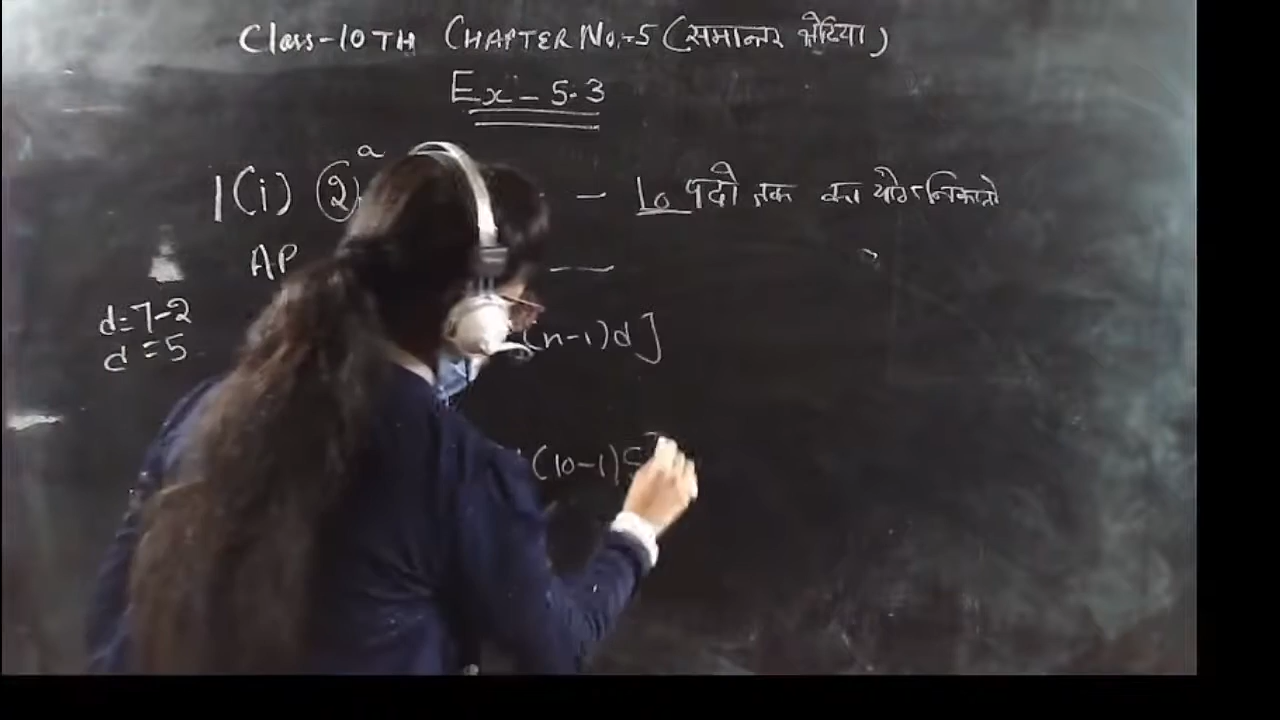 Class-10TH CHAPTER No.-5 (समान्तर श्रेढिया)
Ex - 5.3
1(i) 2 a - 10 पदों तक का योग निकालो
AP
d=7-2
d=5
(n-1)d]
(10-1)5